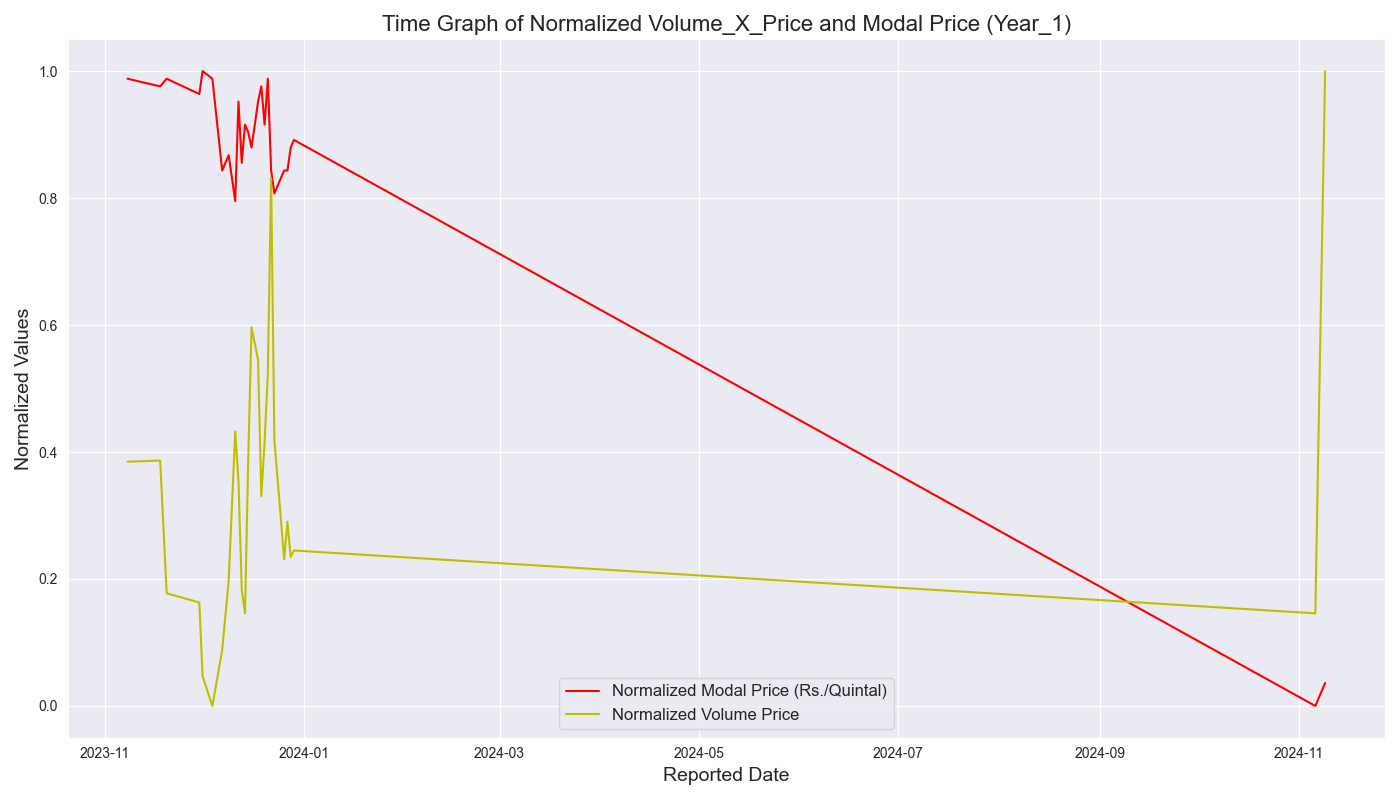 Time Graph of Normalized Volume_X_Price and Modal Price (Year_1)
Normalized Values
1.0
0.8
0.6
0.4
0.2
0.0
Normalized Modal Price (Rs./Quintal)
Normalized Volume Price
2023-11 2024-01 2024-03 2024-05 2024-07 2024-09 2024-11
Reported Date